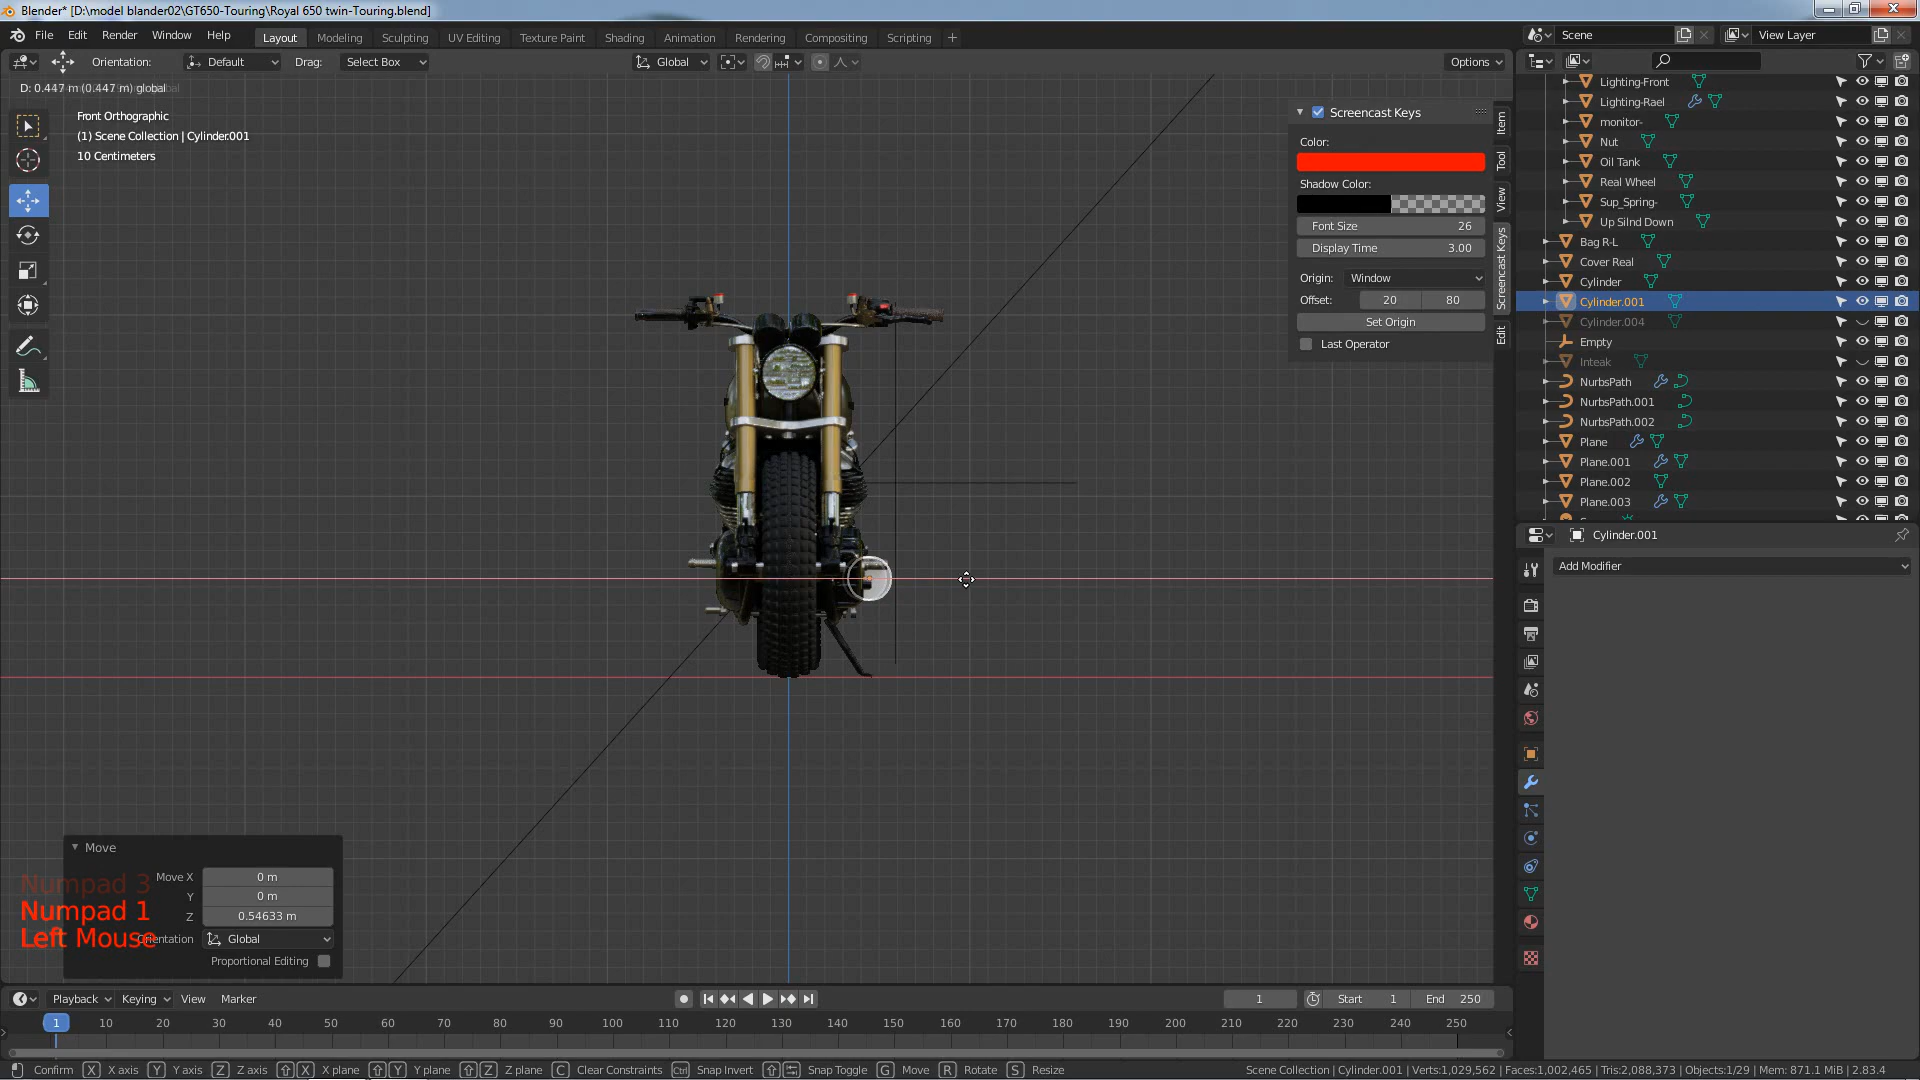 Blender* [D:\model blander02\GT650-Touring\Royal 650 twin-Touring.blend]
File Edit Render Window Help Layout Modeling Sculpting UV Editing Texture Paint Shading Animation Rendering Compositing Scripting + Scene View Layer
Orientation: Default Drag: Select Box Global Options
D: 0.447 m (0.447 m) global
Front Orthographic
(1) Scene Collection | Cylinder.001
10 Centimeters
Screencast Keys
Color:
Shadow Color:
Font Size 26
Display Time 3.00
Origin: Window
Offset: 20 80
Set Origin
Last Operator
Item
Tool
View
Screencast Keys
Edit
Lighting-Front
Lighting-Rael
monitor-
Nut
Oil Tank
Real Wheel
Sup_Spring-
Up Silnd Down
Bag R-L
Cover Real
Cylinder
Cylinder.001
Cylinder.004
Empty
Inteak
NurbsPath
NurbsPath.001
NurbsPath.002
Plane
Plane.001
Plane.002
Plane.003
Cylinder.001
Add Modifier
Move
Move X 0 m
Y 0 m
Z 0.54633 m
Orientation Global
Proportional Editing
Numpad 3
Numpad 1
Left Mouse
Playback Keying View Marker 1 Start 1 End 250
1 10 20 30 40 50 60 70 80 90 100 110 120 130 140 150 160 170 180 190 200 210 220 230 240 250
Confirm X X axis Y Y axis Z Z axis X X plane Y Y plane Z Z plane C Clear Constraints Ctrl Snap Invert Snap Toggle G Move R Rotate S Resize Scene Collection | Cylinder.001 | Verts:1,029,562 | Faces:1,002,465 | Tris:2,088,373 | Objects:1/29 | Mem: 871.1 MiB | 2.83.4